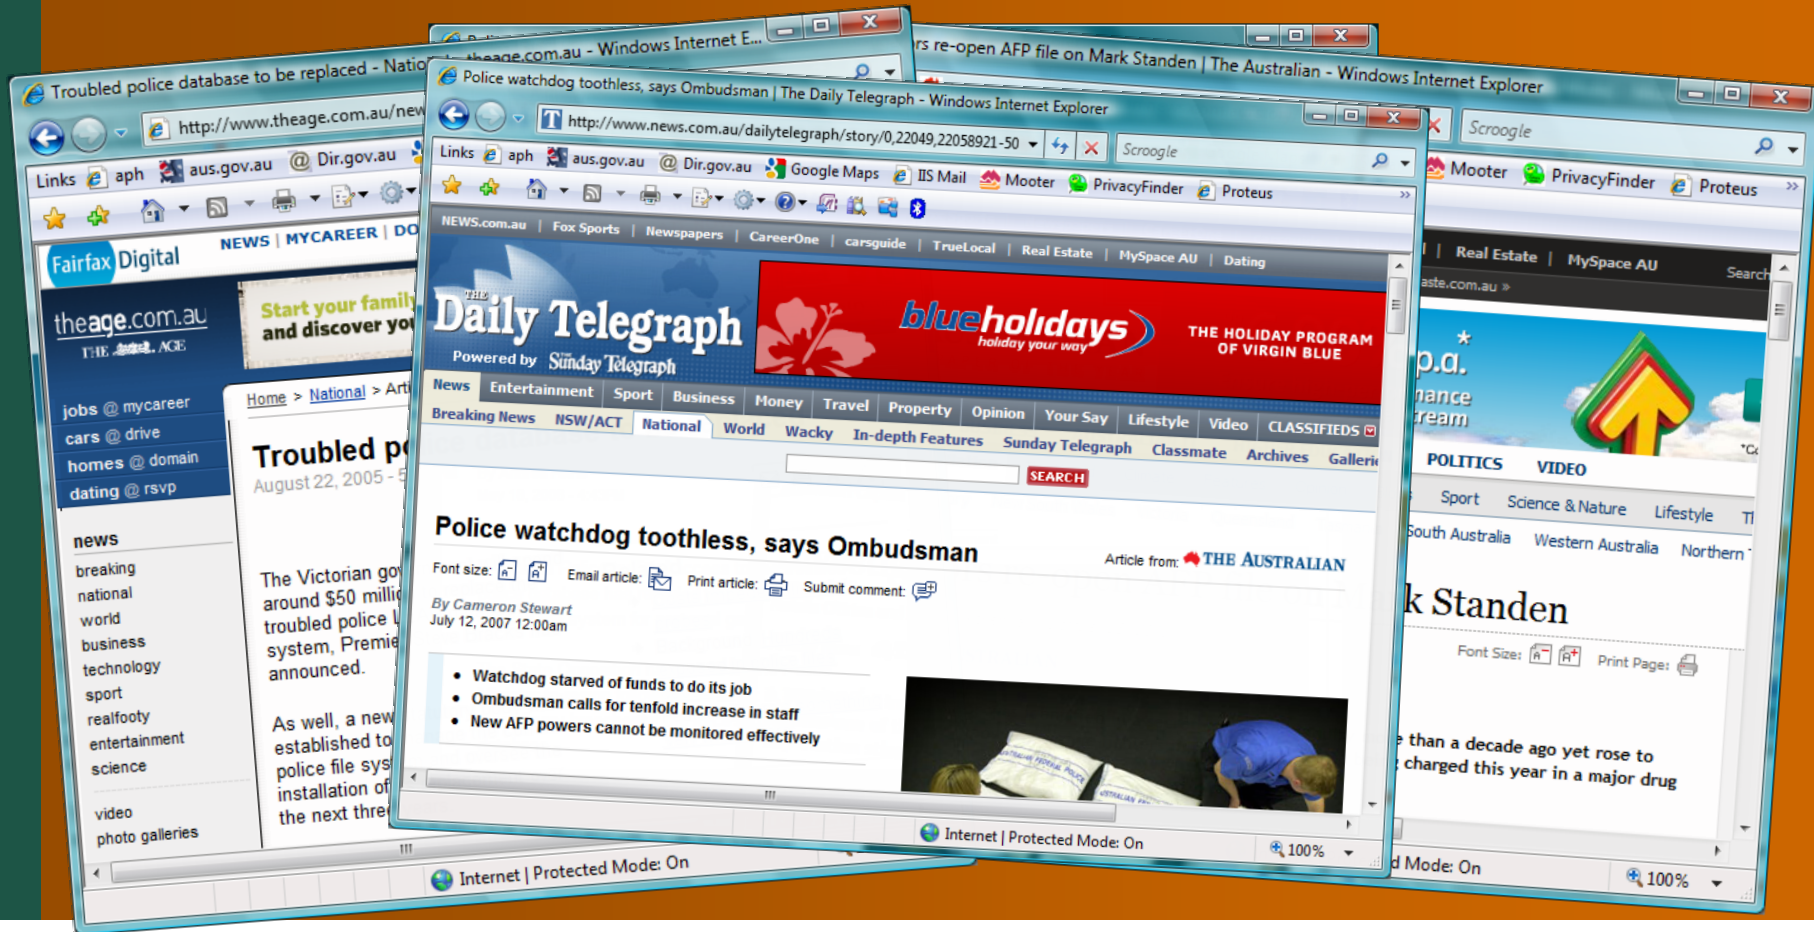 Troubled police database to be replaced - Natio
theage.com.au - Windows Internet E...
http://www.theage.com.au/new
Links aph aus.gov.au Dir.gov.au
Fairfax Digital
NEWS | MYCAREER | DO
theage.com.au
THE AGE
Start your family
and discover you
jobs @ mycareer
cars @ drive
homes @ domain
dating @ rsvp
Home > National > Arti
Troubled po
August 22, 2005 - 5
news
breaking
national
world
business
technology
sport
realfooty
entertainment
science
video
photo galleries
The Victorian gov
around $50 millio
troubled police L
system, Premie
announced.
As well, a new
established to
police file sys
installation of
the next three
Internet | Protected Mode: On
Police watchdog toothless, says Ombudsman | The Daily Telegraph - Windows Internet Explorer
http://www.news.com.au/dailytelegraph/story/0,22049,22058921-50
Scroogle
Links aph aus.gov.au Dir.gov.au Google Maps IIS Mail Mooter PrivacyFinder Proteus
NEWS.com.au | Fox Sports | Newspapers | CareerOne | carsguide | TrueLocal | Real Estate | MySpace AU | Dating
THE
Daily Telegraph
Powered by Sunday Telegraph
blueholidays
holiday your way
THE HOLIDAY PROGRAM
OF VIRGIN BLUE
News Entertainment Sport Business Money Travel Property Opinion Your Say Lifestyle Video CLASSIFIEDS
Breaking News NSW/ACT National World Wacky In-depth Features Sunday Telegraph Classmate Archives Galleri
SEARCH
Police watchdog toothless, says Ombudsman
Article from: THE AUSTRALIAN
Font size: Email article: Print article: Submit comment:
By Cameron Stewart
July 12, 2007 12:00am
• Watchdog starved of funds to do its job
• Ombudsman calls for tenfold increase in staff
• New AFP powers cannot be monitored effectively
AUSTRALIAN FEDERAL POLICE
Internet | Protected Mode: On
100%
rs re-open AFP file on Mark Standen | The Australian - Windows Internet Explorer
Scroogle
Mooter PrivacyFinder Proteus
| Real Estate | MySpace AU Search
aste.com.au »
p.a.*
nance
ream
POLITICS VIDEO
Sport Science & Nature Lifestyle
South Australia Western Australia Northern
k Standen
Font Size: Print Page:
than a decade ago yet rose to
charged this year in a major drug
d Mode: On
100%